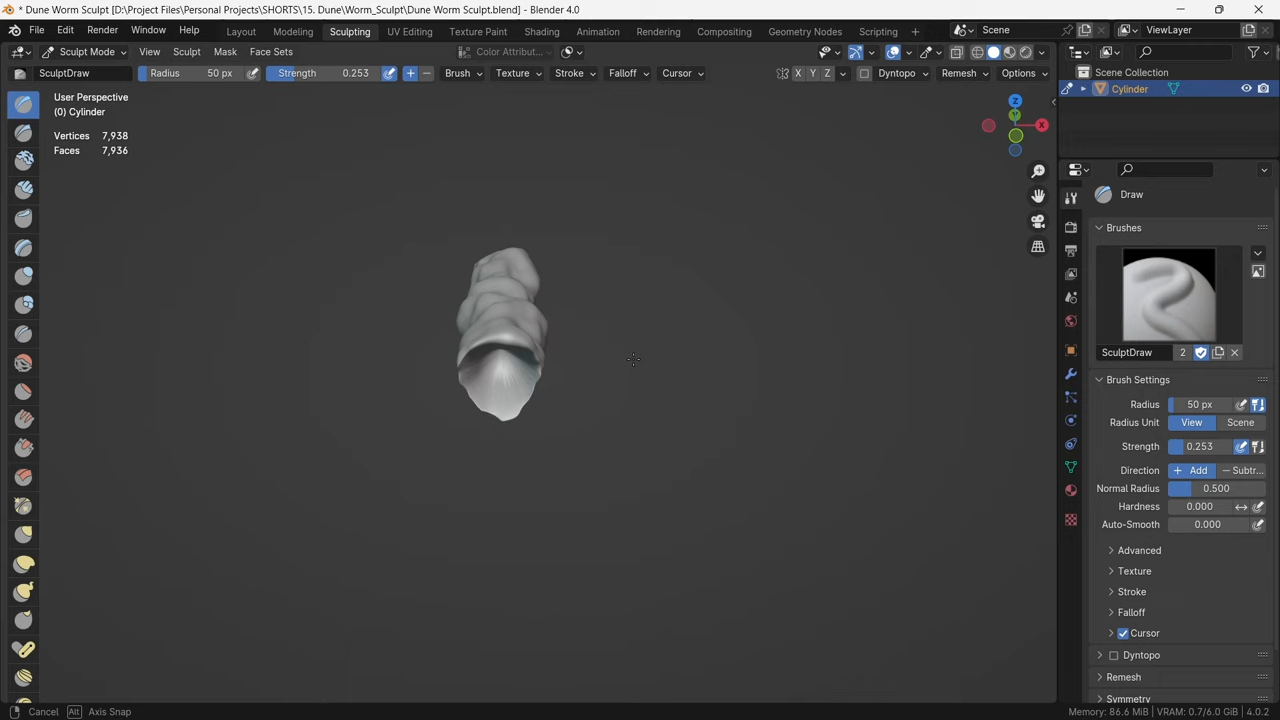 * Dune Worm Sculpt [D:\Project Files\Personal Projects\SHORTS\15. Dune\Worm_Sculpt\Dune Worm Sculpt.blend] - Blender 4.0
File Edit Render Window Help Layout Modeling Sculpting UV Editing Texture Paint Shading Animation Rendering Compositing Geometry Nodes Scripting + Scene ViewLayer
Sculpt Mode View Sculpt Mask Face Sets Color Attribut...
SculptDraw Radius 50 px Strength 0.253 + − Brush Texture Stroke Falloff Cursor X Y Z Dyntopo Remesh Options
Scene Collection
Cylinder
User Perspective
(0) Cylinder
Vertices 7,938
Faces 7,936
Z
Y
X
Draw
Brushes
SculptDraw 2
Brush Settings
Radius 50 px
Radius Unit View Scene
Strength 0.253
Direction + Add − Subtr...
Normal Radius 0.500
Hardness 0.000
Auto-Smooth 0.000
Advanced
Texture
Stroke
Falloff
Cursor
Dyntopo
Remesh
Symmetry
Cancel Alt Axis Snap
Memory: 86.6 MiB | VRAM: 0.7/6.0 GiB | 4.0.2